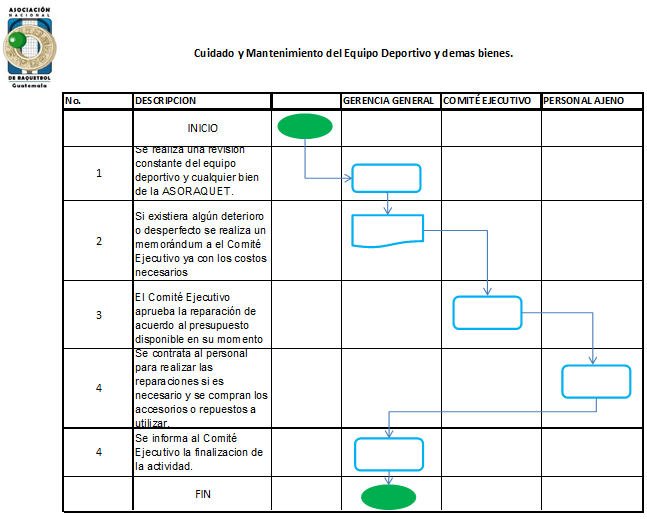 ASOCIACIÓN
NACIONAL
DE RAQUETBOL
Guatemala
Cuidado y Mantenimiento del Equipo Deportivo y demas bienes.
No. DESCRIPCION GERENCIA GENERAL COMITÉ EJECUTIVO PERSONAL AJENO
INICIO
1
Se realiza una revision
constante del equipo
deportivo y cualquier bien
de la ASORAQUET.
2
Si existiera algún deterioro
o desperfecto se realiza un
memorándum a el Comité
Ejecutivo ya con los costos
necesarios
3
El Comité Ejecutivo
aprueba la reparación de
acuerdo al presupuesto
disponible en su momento
4
Se contrata al personal
para realizar las
reparaciones si es
necesario y se compran los
accesorios o repuestos a
utilizar.
4
Se informa al Comité
Ejecutivo la finalizacion de
la actividad.
FIN